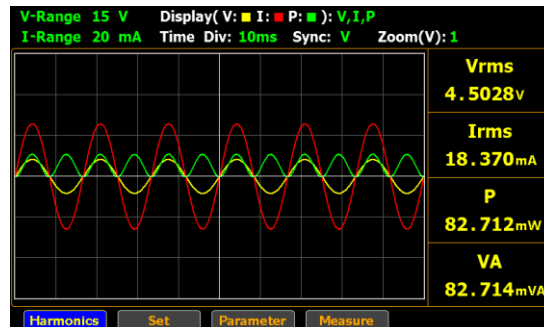 V-Range 15 V Display( V: I: P: ): V,I,P
I-Range 20 mA Time Div: 10ms Sync: V Zoom(V): 1
Vrms
4.5028V
Irms
18.370mA
P
82.712mW
VA
82.714mVA
Harmonics Set Parameter Measure